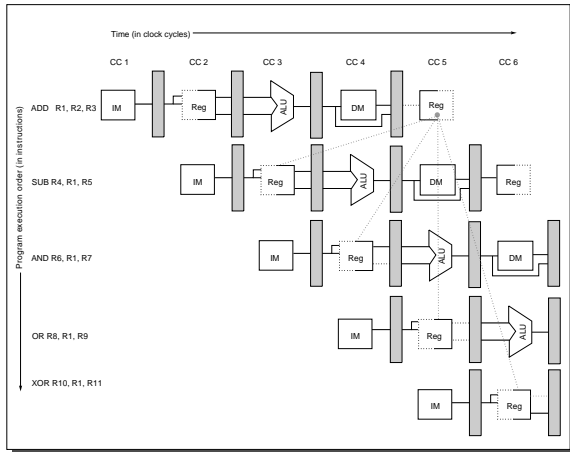 Time (in clock cycles)
CC 1 CC 2 CC 3 CC 4 CC 5 CC 6
Program execution order (in instructions)
ADD R1, R2, R3 IM Reg ALU DM Reg
SUB R4, R1, R5 IM Reg ALU DM Reg
AND R6, R1, R7 IM Reg ALU DM
OR R8, R1, R9 IM Reg ALU
XOR R10, R1, R11 IM Reg